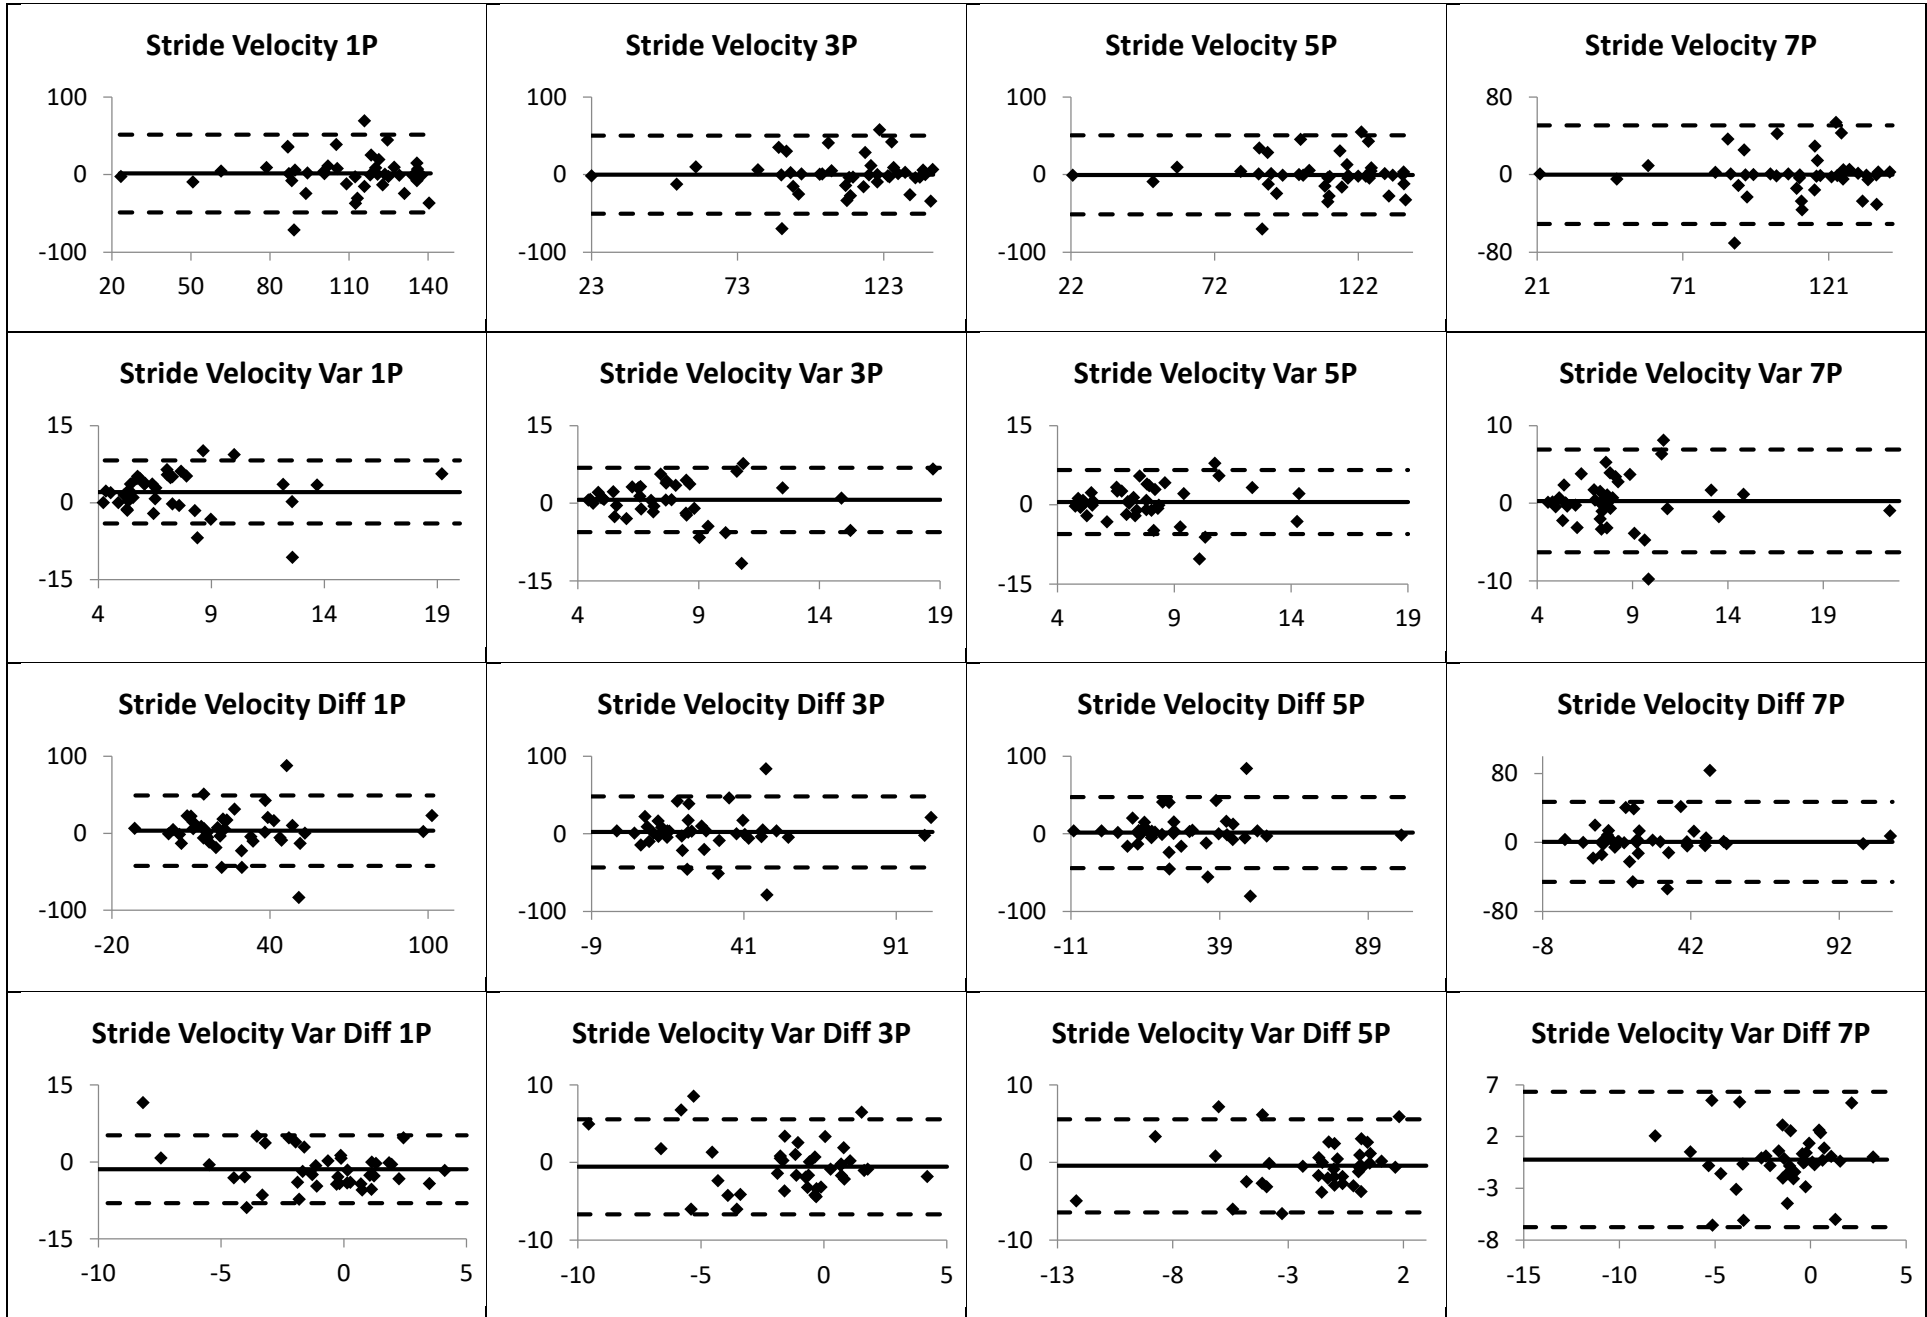 Stride Velocity 1P
100
0
-100
20 50 80 110 140
Stride Velocity 3P
100
0
-100
23 73 123
Stride Velocity 5P
100
0
-100
22 72 122
Stride Velocity 7P
80
0
-80
21 71 121
Stride Velocity Var 1P
15
0
-15
4 9 14 19
Stride Velocity Var 3P
15
0
-15
4 9 14 19
Stride Velocity Var 5P
15
0
-15
4 9 14 19
Stride Velocity Var 7P
10
0
-10
4 9 14 19
Stride Velocity Diff 1P
100
0
-100
-20 40 100
Stride Velocity Diff 3P
100
0
-100
-9 41 91
Stride Velocity Diff 5P
100
0
-100
-11 39 89
Stride Velocity Diff 7P
80
0
-80
-8 42 92
Stride Velocity Var Diff 1P
15
0
-15
-10 -5 0 5
Stride Velocity Var Diff 3P
10
0
-10
-10 -5 0 5
Stride Velocity Var Diff 5P
10
0
-10
-13 -8 -3 2
Stride Velocity Var Diff 7P
7
2
-3
-8
-15 -10 -5 0 5